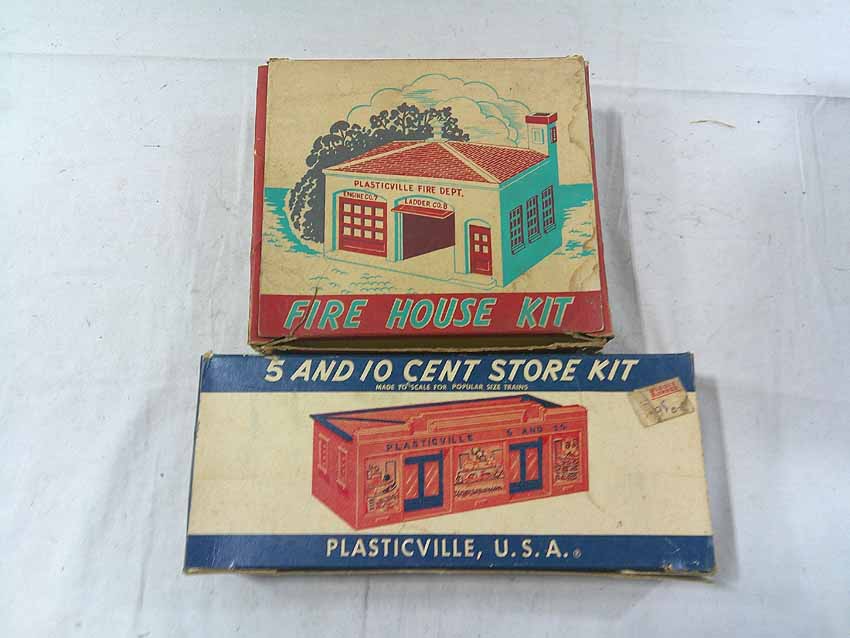 PLASTICVILLE FIRE DEPT.
ENGINE CO. 7
LADDER CO. 8
FIRE HOUSE KIT
5 AND 10 CENT STORE KIT
MADE TO SCALE FOR POPULAR SIZE TRAINS
PLASTICVILLE 5 AND 10
PLASTICVILLE, U.S.A.®